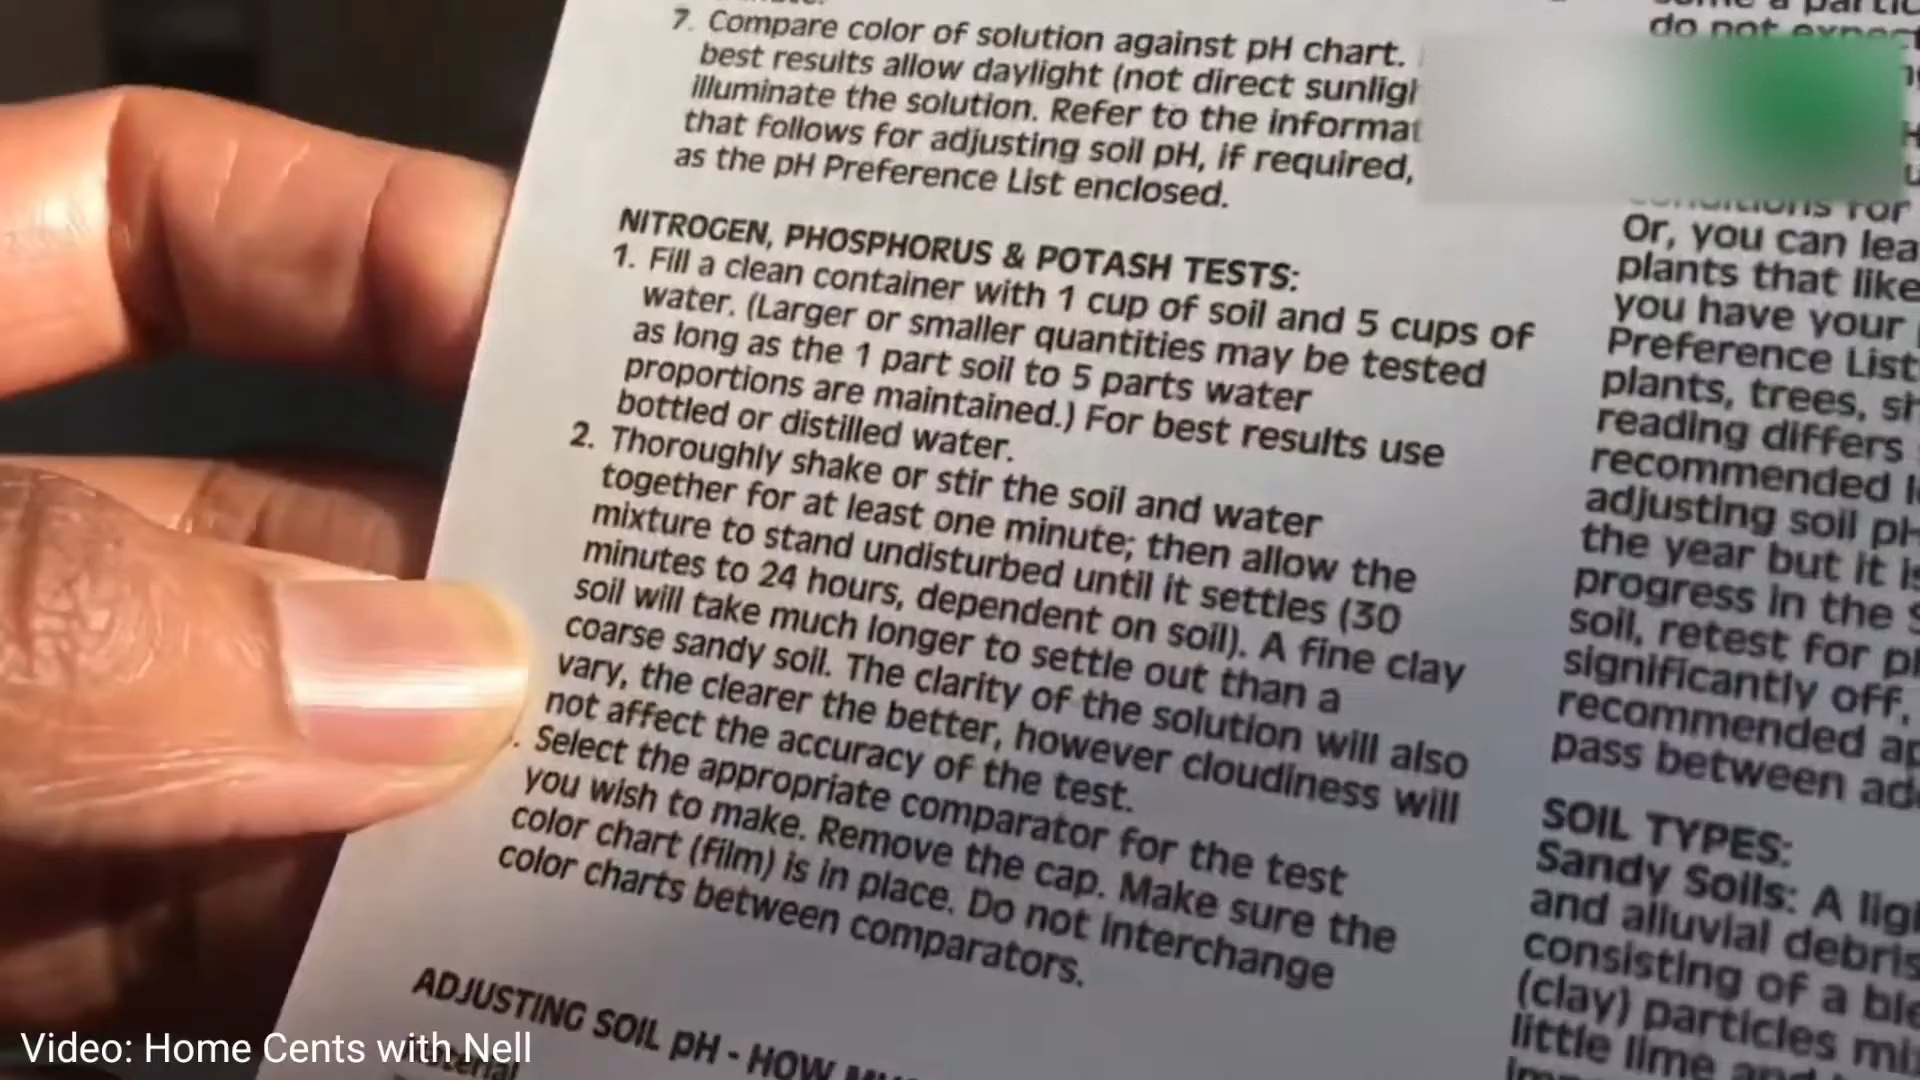 7. Compare color of solution against pH chart.
best results allow daylight (not direct
illuminate the solution. Refer to the
that follows for adjusting soil pH, if required,
as the pH Preference List enclosed.
NITROGEN, PHOSPHORUS & POTASH TESTS:
1. Fill a clean container with 1 cup of soil and 5 cups of
water. (Larger or smaller quantities may be tested
as long as the 1 part soil to 5 parts water
proportions are maintained.) For best results use
bottled or distilled water.
2. Thoroughly shake or stir the soil and water
together for at least one minute; then allow the
mixture to stand undisturbed until it settles (30
minutes to 24 hours, dependent on soil). A fine clay
soil will take much longer to settle out than a
coarse sandy soil. The clarity of the solution will also
vary, the clearer the better, however cloudiness will
not affect the accuracy of the test.
. Select the appropriate comparator for the test
you wish to make. Remove the cap. Make sure the
color chart (film) is in place. Do not interchange
color charts between comparators.
ADJUSTING SOIL pH - HOW
do not
Or, you can
plants that like
you have your
Preference List
plants, trees,
reading differs
recommended
adjusting soil pH
the year but it is
progress in the
soil, retest for
significantly off,
recommended
pass between
SOIL TYPES:
Sandy Soils: A
and alluvial debris
consisting of a
(clay) particles
little lime and
Video: Home Cents with Nell